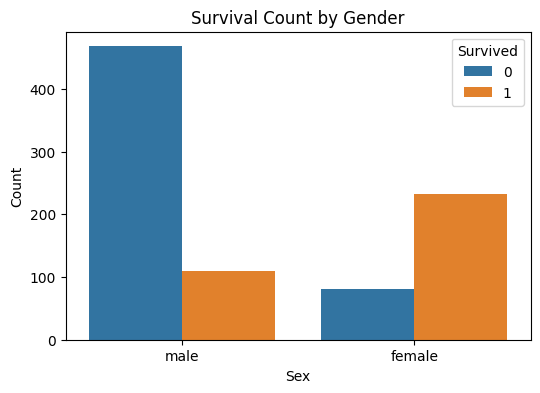 Survival Count by Gender
Survived
0
1
400
300
200
100
0
Count
male
female
Sex